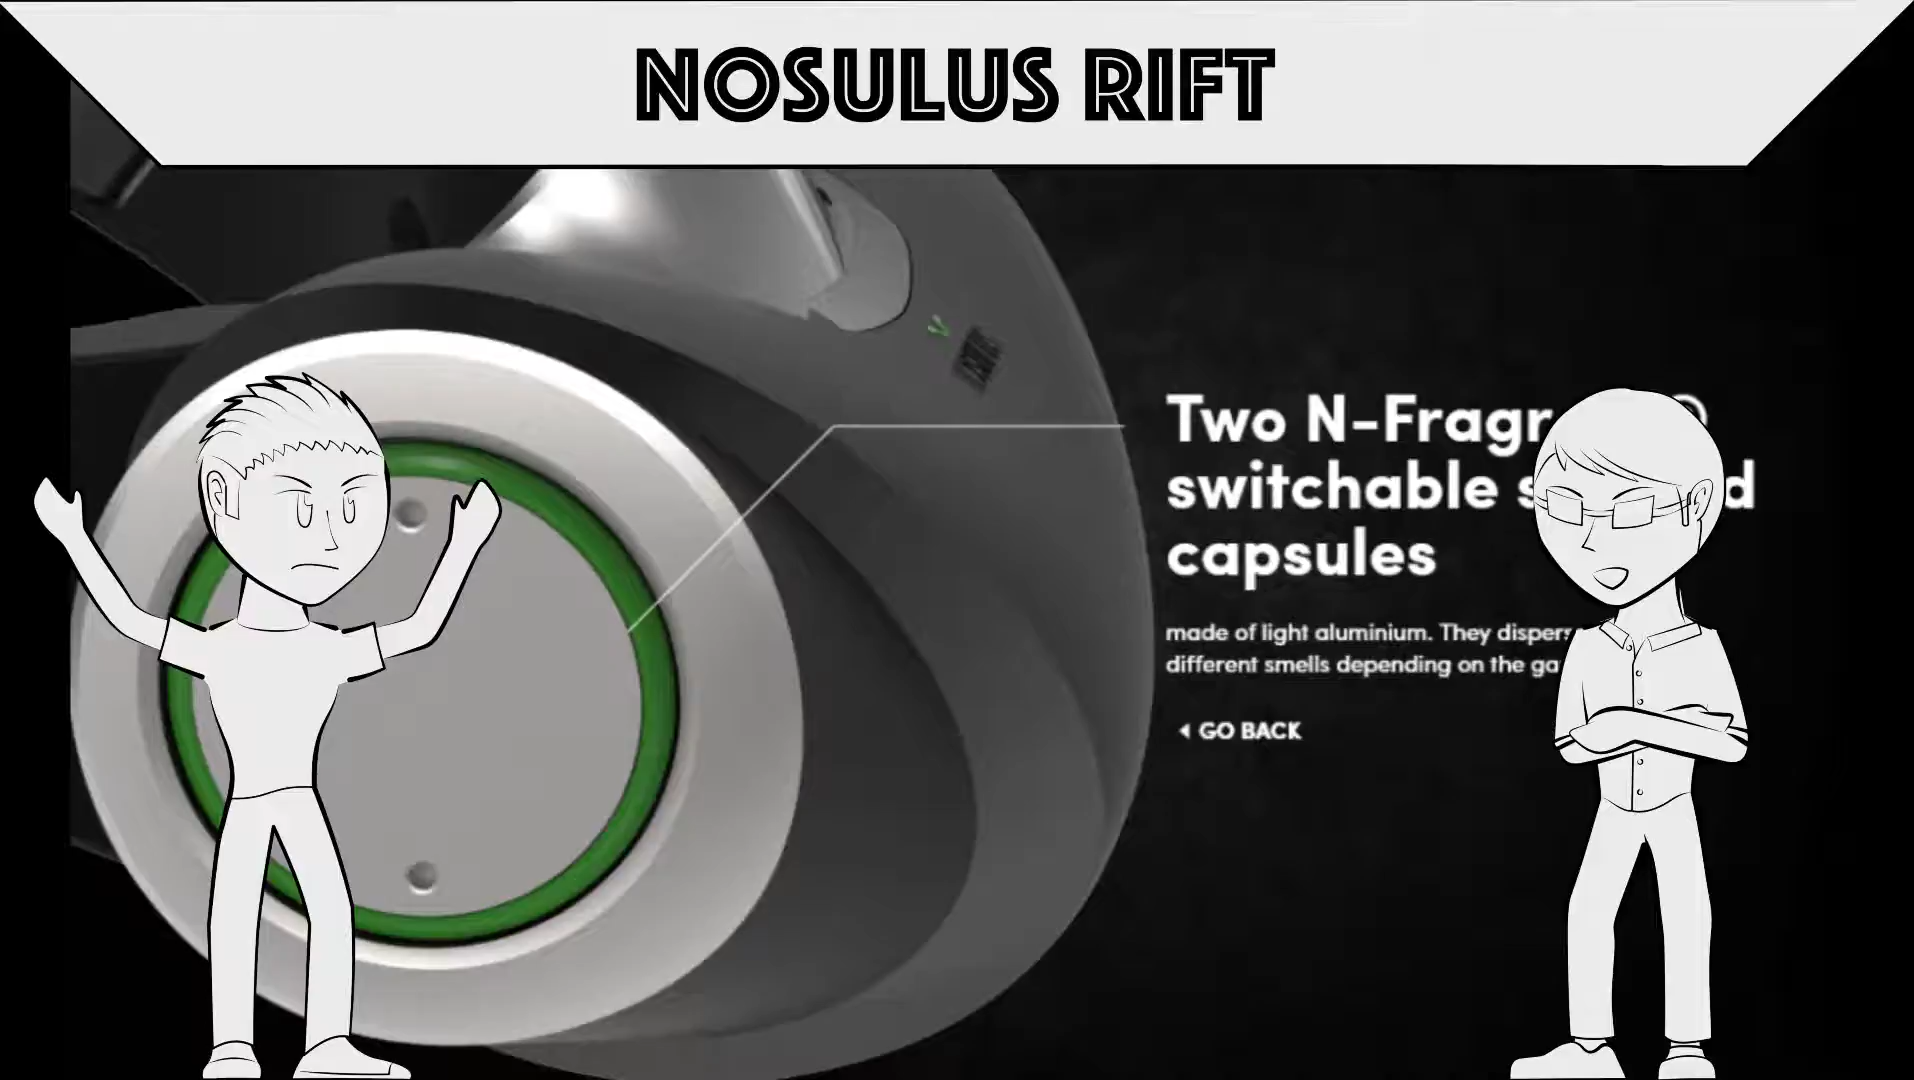 NOSULUS RIFT
Two N-Fragr
switchable s d
capsules
made of light aluminium. They dispers
different smells depending on the ga
GO BACK